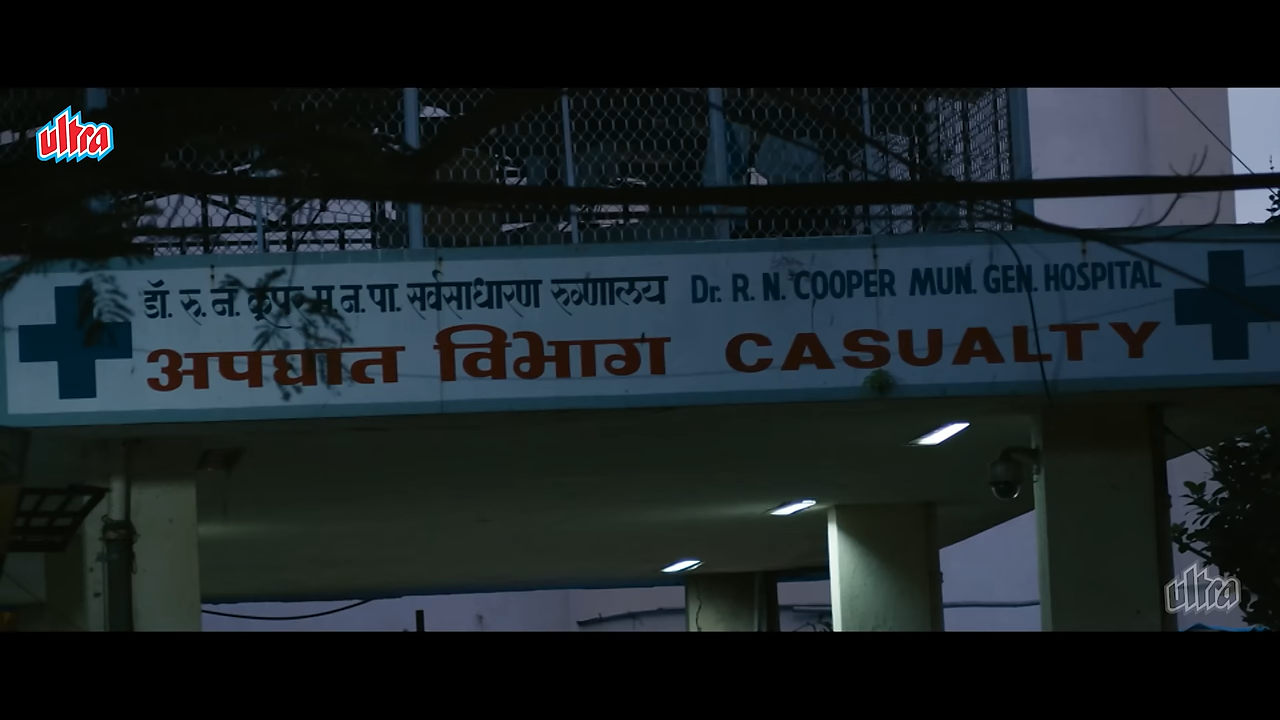 ultra
डॉ. रु. न. कुपर म.न.पा. सर्वसाधारण रुग्णालय Dr. R. N. COOPER MUN. GEN. HOSPITAL
अपघात विभाग CASUALTY
ultra